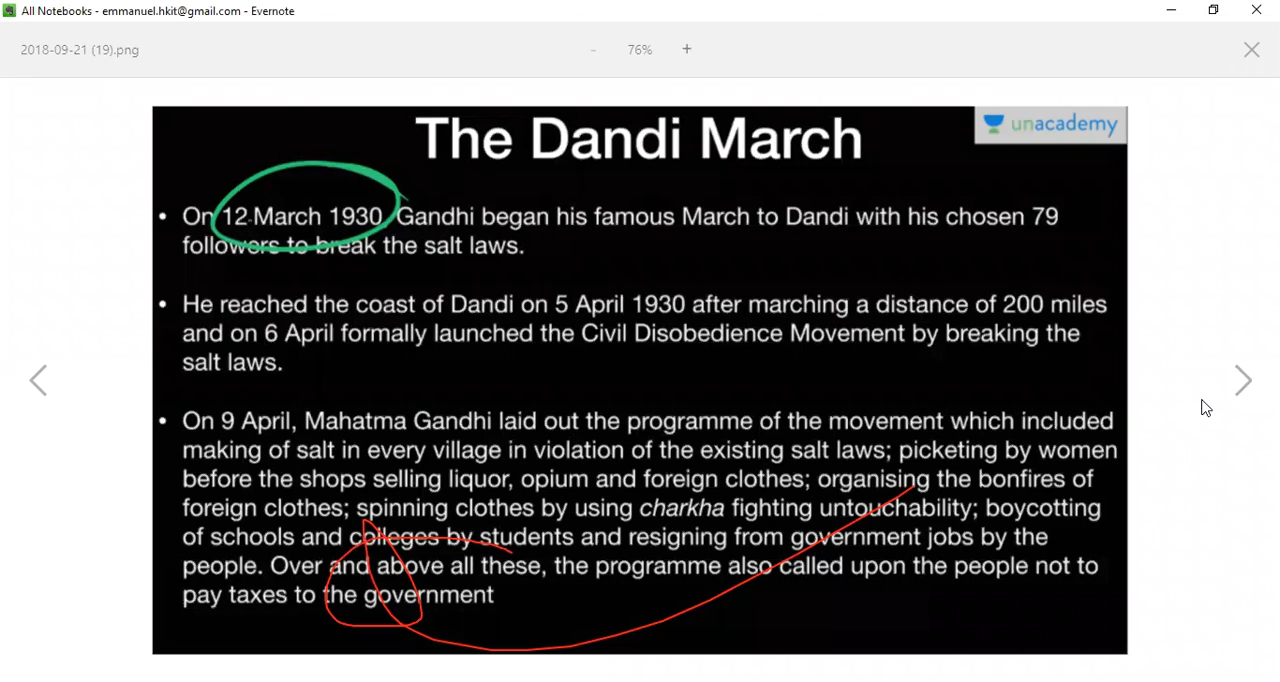 All Notebooks - emmanuel.hkit@gmail.com - Evernote
2018-09-21 (19).png
- 76% +
The Dandi March
unacademy
• On 12 March 1930, Gandhi began his famous March to Dandi with his chosen 79
followers to break the salt laws.
• He reached the coast of Dandi on 5 April 1930 after marching a distance of 200 miles
and on 6 April formally launched the Civil Disobedience Movement by breaking the
salt laws.
• On 9 April, Mahatma Gandhi laid out the programme of the movement which included
making of salt in every village in violation of the existing salt laws; picketing by women
before the shops selling liquor, opium and foreign clothes; organising the bonfires of
foreign clothes; spinning clothes by using charkha fighting untouchability; boycotting
of schools and colleges by students and resigning from government jobs by the
people. Over and above all these, the programme also called upon the people not to
pay taxes to the government